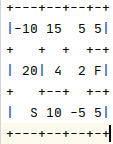 +--+--+--+--+
|-10 15  5 5|
+     +  +  +--+
| 20| 4  2 F|
+     +--+  +--+
|  S 10 -5 5|
+--+--+--+--+